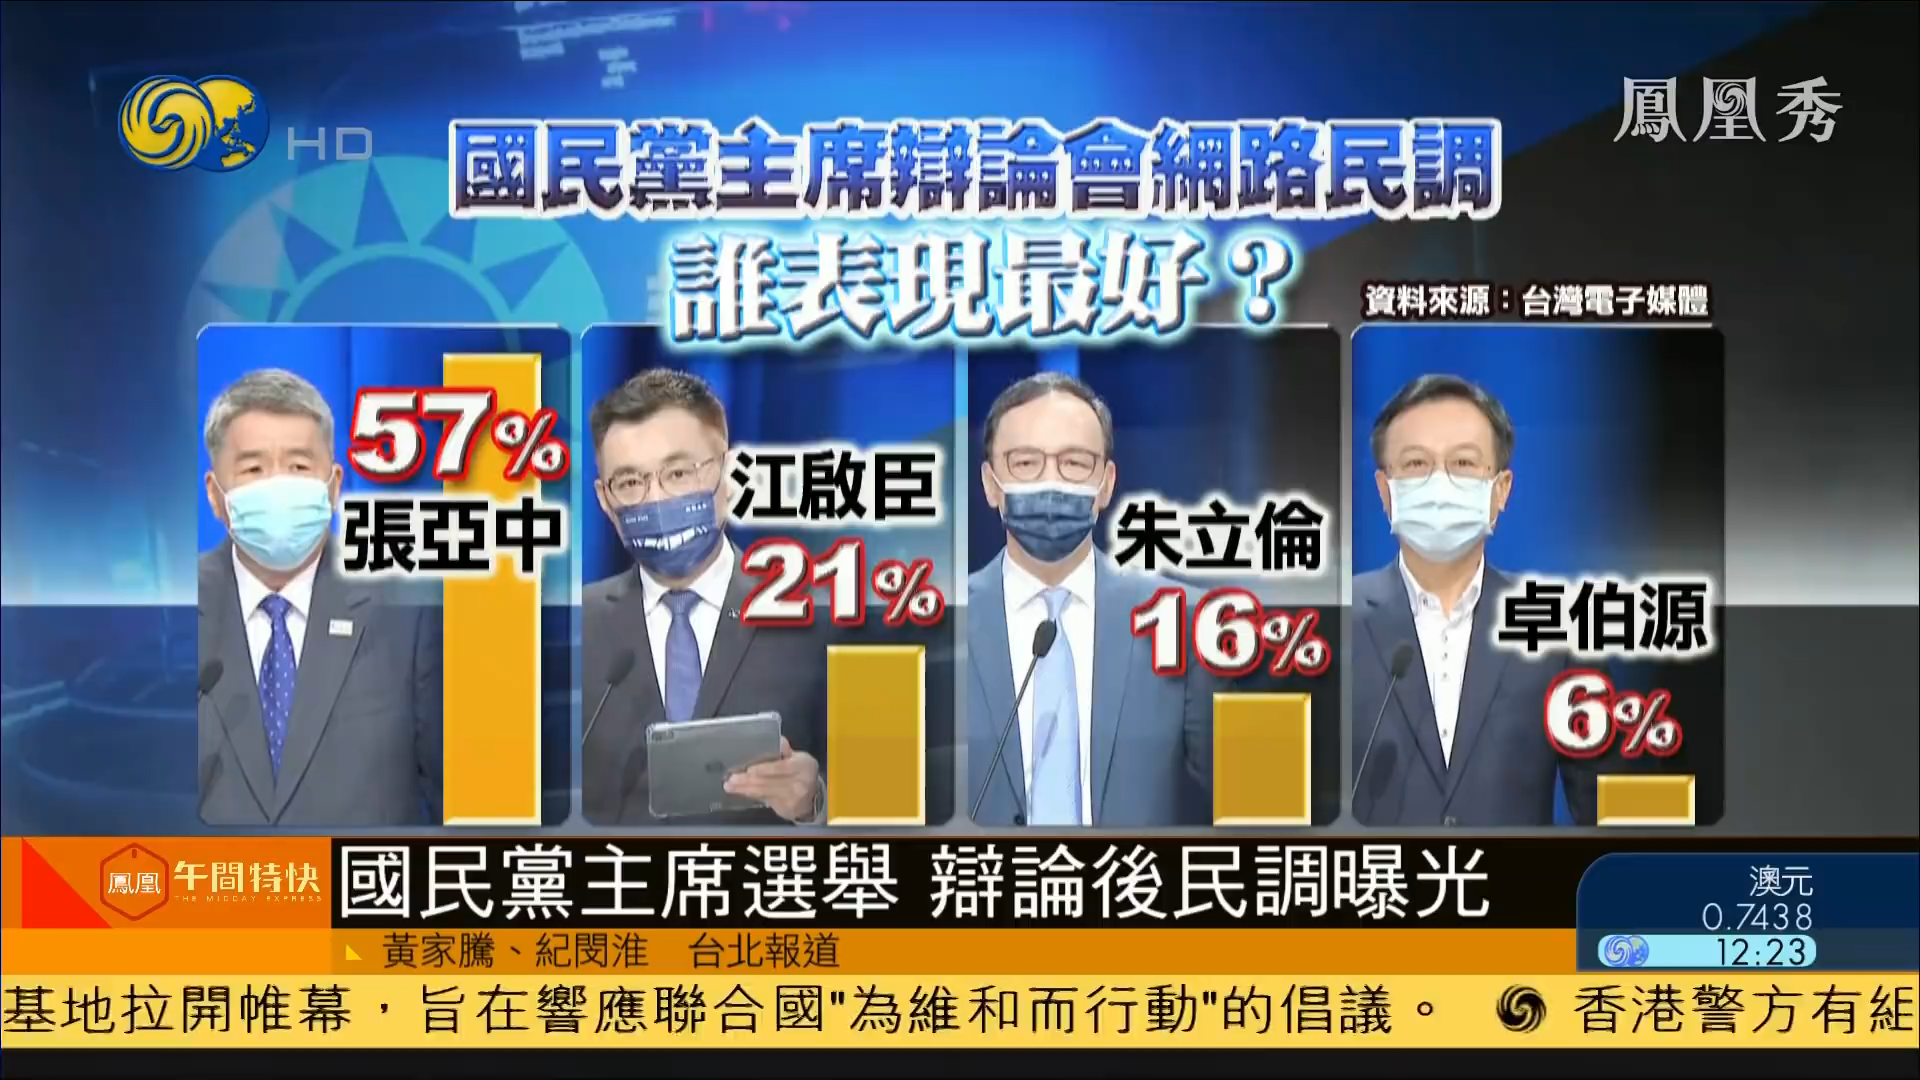 HD
鳳凰秀
國民黨主席辯論會網路民調
誰表現最好？
資料來源：台灣電子媒體
57%
張亞中
江啟臣
21%
朱立倫
16%
卓伯源
6%
鳳凰 午間特快
THE MIDDAY EXPRESS
國民黨主席選舉 辯論後民調曝光
黃家騰、紀閔淮 台北報道
澳元
0.7438
12:23
基地拉開帷幕，旨在響應聯合國"為維和而行動"的倡議。 香港警方有組